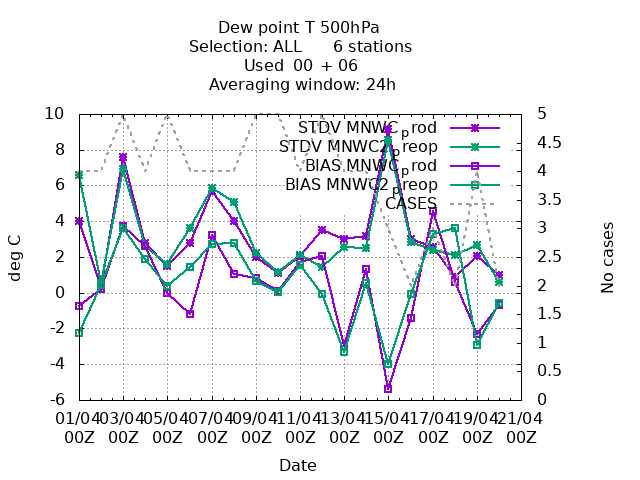 Dew point T 500hPa
Selection: ALL 6 stations
Used 00 + 06
Averaging window: 24h
10
8
6
4
2
0
-2
-4
-6
deg C
STDV MNWCprod
STDV MNWC2preop
BIAS MNWCprod
BIAS MNWC2preop
CASES
5
4.5
4
3.5
3
2.5
2
1.5
1
0.5
0
No cases
01/04 03/04 05/04 07/04 09/04 11/04 13/04 15/04 17/04 19/04 21/04
00Z 00Z 00Z 00Z 00Z 00Z 00Z 00Z 00Z 00Z 00Z
Date